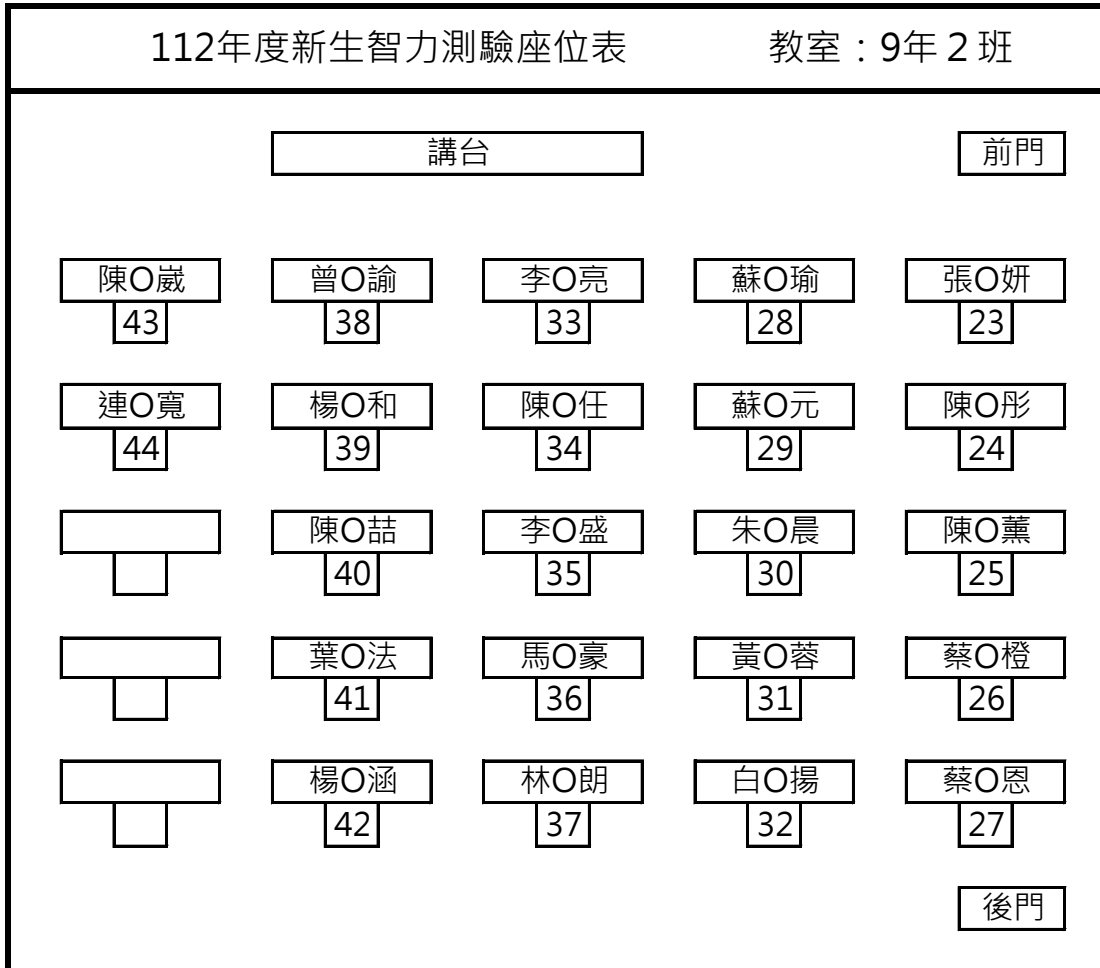 112年度新生智力測驗座位表 教室：9年２班
講台 前門
陳O崴 曾O諭 李O亮 蘇O瑜 張O妍
43 38 33 28 23
連O寬 楊O和 陳O任 蘇O元 陳O彤
44 39 34 29 24
陳O喆 李O盛 朱O晨 陳O薰
40 35 30 25
葉O法 馬O豪 黃O蓉 蔡O橙
41 36 31 26
楊O涵 林O朗 白O揚 蔡O恩
42 37 32 27
後門